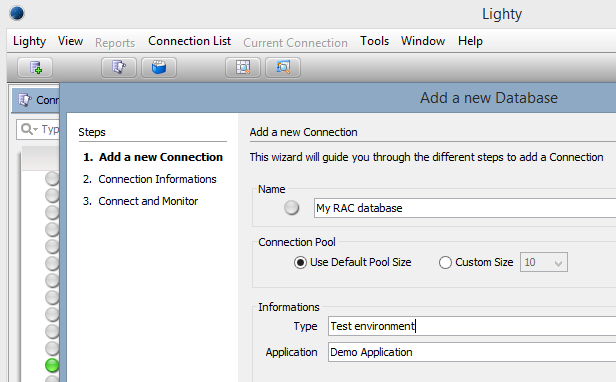 Lighty
Lighty View Reports Connection List Current Connection Tools Window Help
Add a new Database
Steps
1. Add a new Connection
2. Connection Informations
3. Connect and Monitor
Add a new Connection
This wizard will guide you through the different steps to add a Connection
Name
My RAC database
Connection Pool
Use Default Pool Size Custom Size 10
Informations
Type Test environment
Application Demo Application